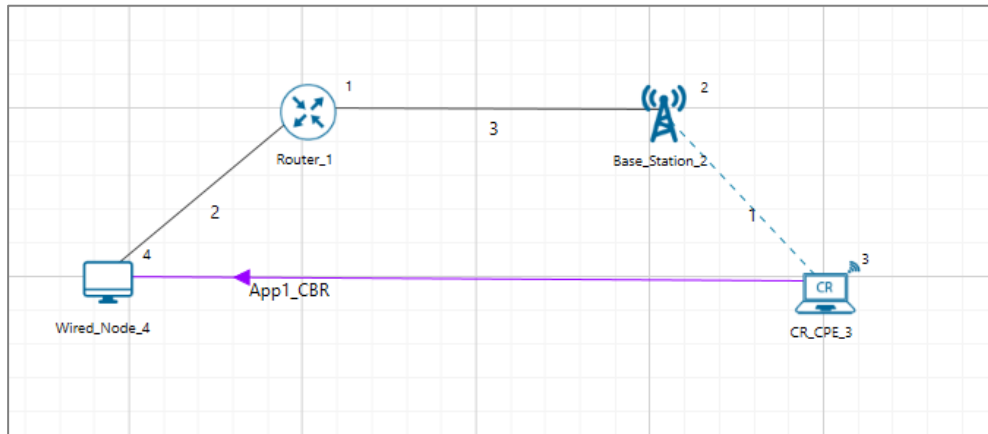 1
Router_1
3
2
Base_Station_2
2
1
4
Wired_Node_4
App1_CBR
3
CR
CR_CPE_3